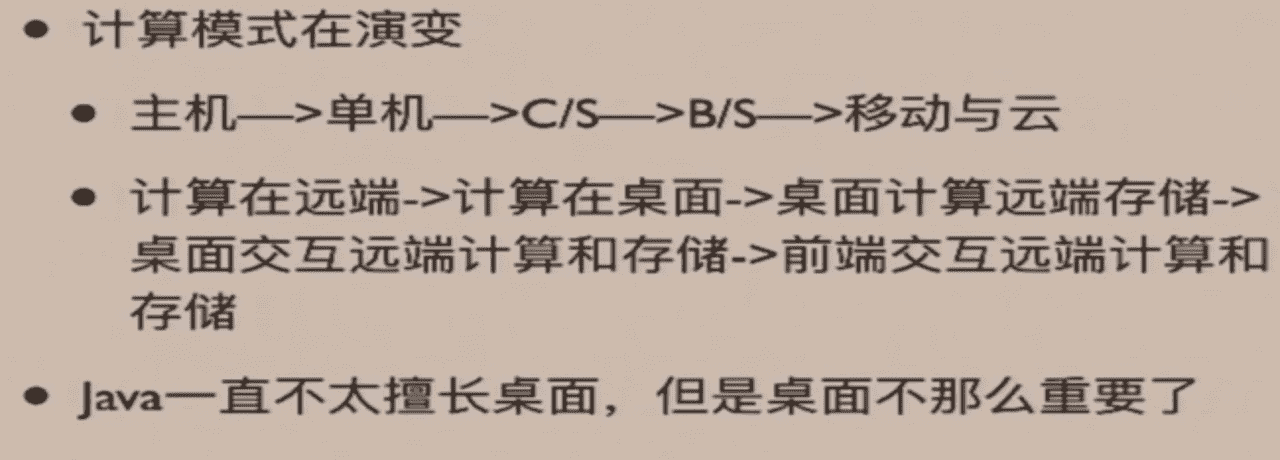 • 计算模式在演变
• 主机—>单机—>C/S—>B/S—>移动与云
• 计算在远端->计算在桌面->桌面计算远端存储->
桌面交互远端计算和存储->前端交互远端计算和
存储
• Java一直不太擅长桌面，但是桌面不那么重要了